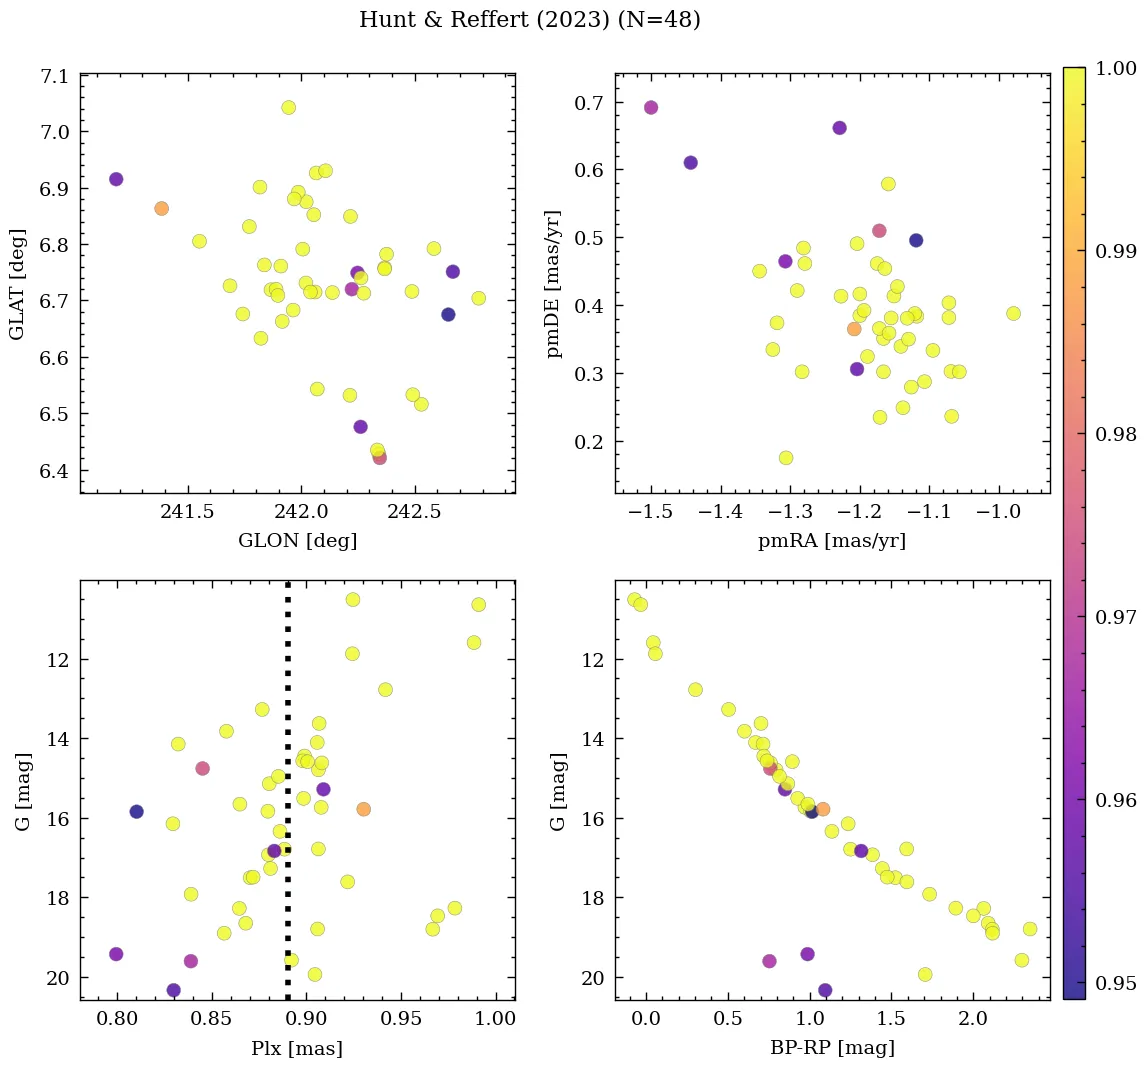 Hunt & Reffert (2023) (N=48)
7.1
7.0
6.9
6.8
6.7
6.6
6.5
6.4
GLAT [deg]
241.5 242.0 242.5
GLON [deg]
0.7
0.6
0.5
0.4
0.3
0.2
pmDE [mas/yr]
−1.5 −1.4 −1.3 −1.2 −1.1 −1.0
pmRA [mas/yr]
12
14
16
18
20
G [mag]
0.80 0.85 0.90 0.95 1.00
Plx [mas]
12
14
16
18
20
G [mag]
0.0 0.5 1.0 1.5 2.0
BP-RP [mag]
1.00
0.99
0.98
0.97
0.96
0.95